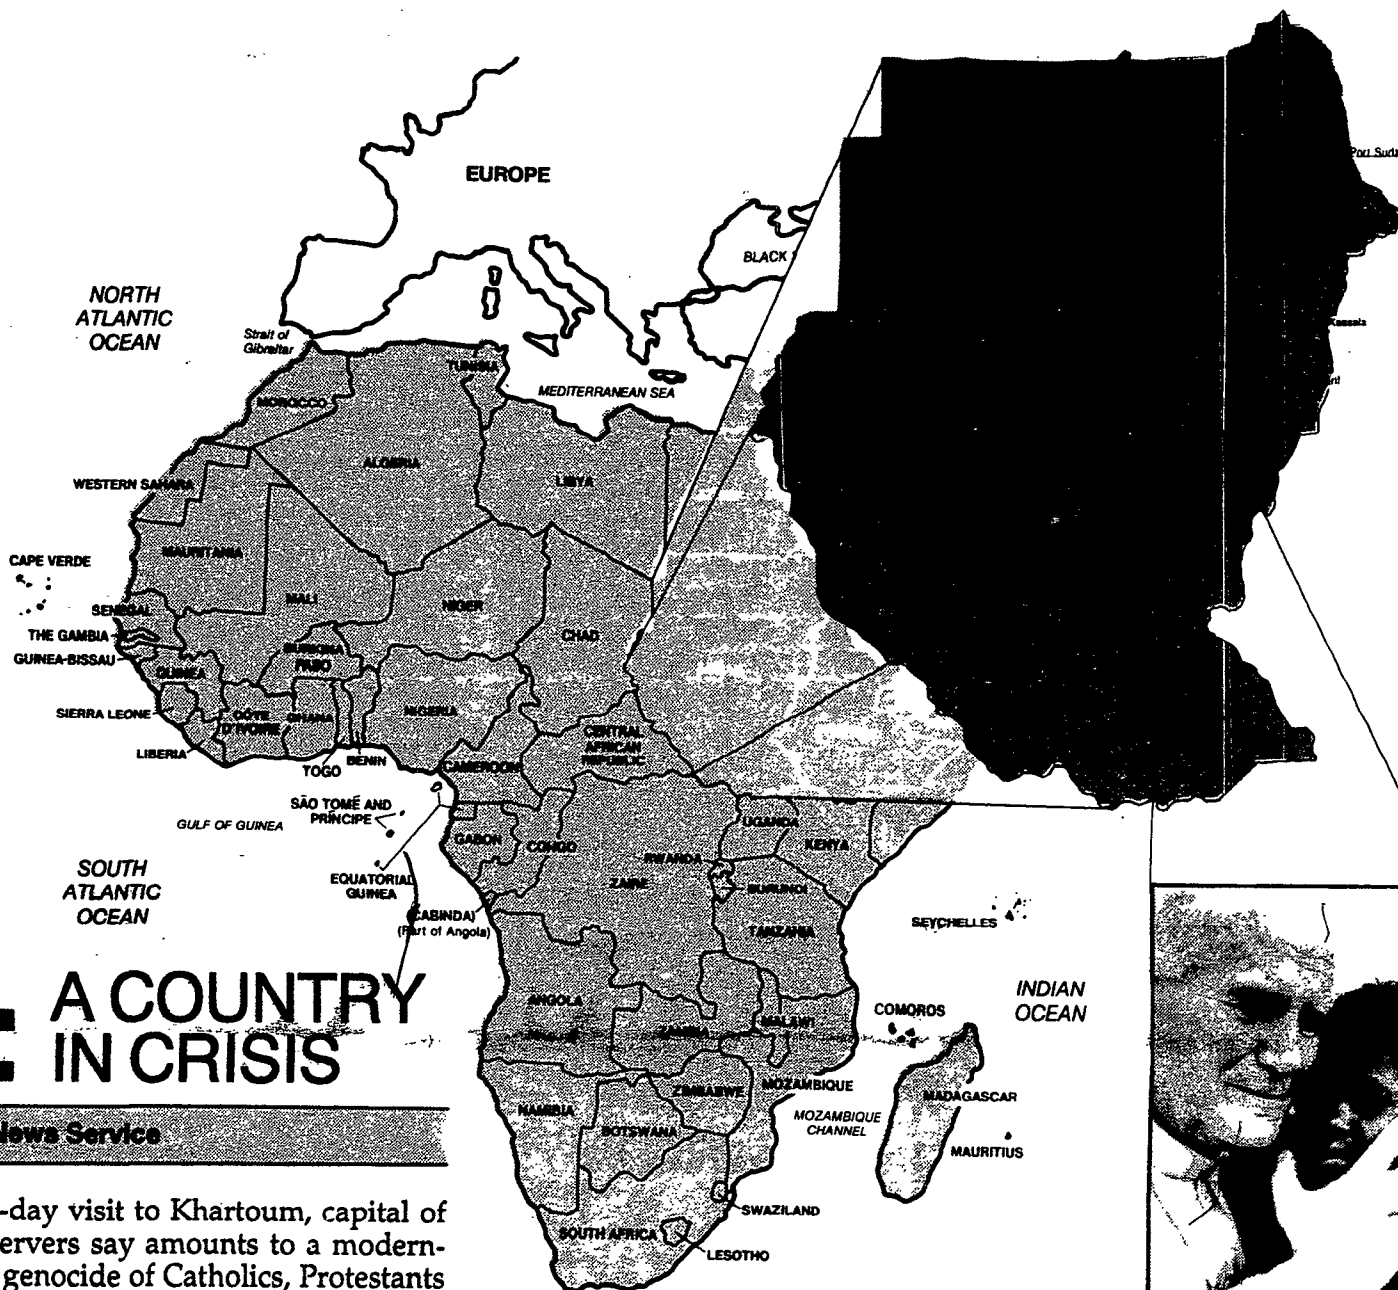 EUROPE
BLACK
Port Suda
Kassala
NORTH
ATLANTIC
OCEAN
Strait of
Gibraltar
TUNISIA
MEDITERRANEAN SEA
MOROCCO
ALGERIA
LIBYA
WESTERN SAHARA
MAURITANIA
CAPE VERDE
MALI
NIGER
CHAD
SENEGAL
THE GAMBIA
GUINEA-BISSAU
BURKINA
FASO
GUINEA
SIERRA LEONE
CÔTE
D'IVOIRE
GHANA
NIGERIA
LIBERIA
TOGO
BENIN
CENTRAL
AFRICAN
REPUBLIC
CAMEROON
SÃO TOMÉ AND
PRÍNCIPE
GULF OF GUINEA
GABON
CONGO
UGANDA
KENYA
RWANDA
ZAIRE
BURUNDI
SOUTH
ATLANTIC
OCEAN
EQUATORIAL
GUINEA
(CABINDA)
(Part of Angola)
TANZANIA
SEYCHELLES
A COUNTRY
IN CRISIS
ANGOLA
ZAMBIA
MALAWI
COMOROS
INDIAN
OCEAN
ZIMBABWE
MOZAMBIQUE
NAMIBIA
BOTSWANA
MOZAMBIQUE
CHANNEL
MADAGASCAR
MAURITIUS
News Service
SWAZILAND
SOUTH AFRICA
LESOTHO
-day visit to Khartoum, capital of
ervers say amounts to a modern-
genocide of Catholics, Protestants